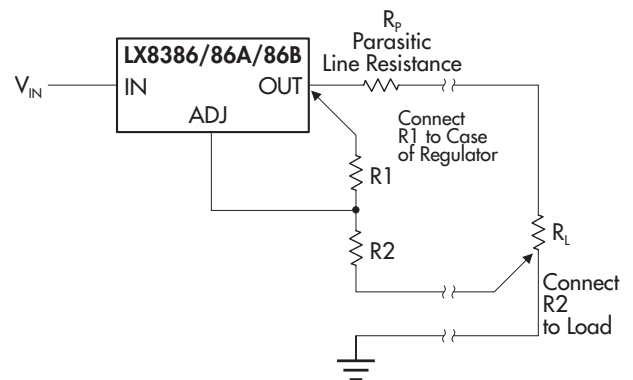 R_P
Parasitic
Line Resistance
LX8386/86A/86B
V_IN
IN
OUT
ADJ
Connect
R1 to Case
of Regulator
R1
R2
R_L
Connect
R2
to Load